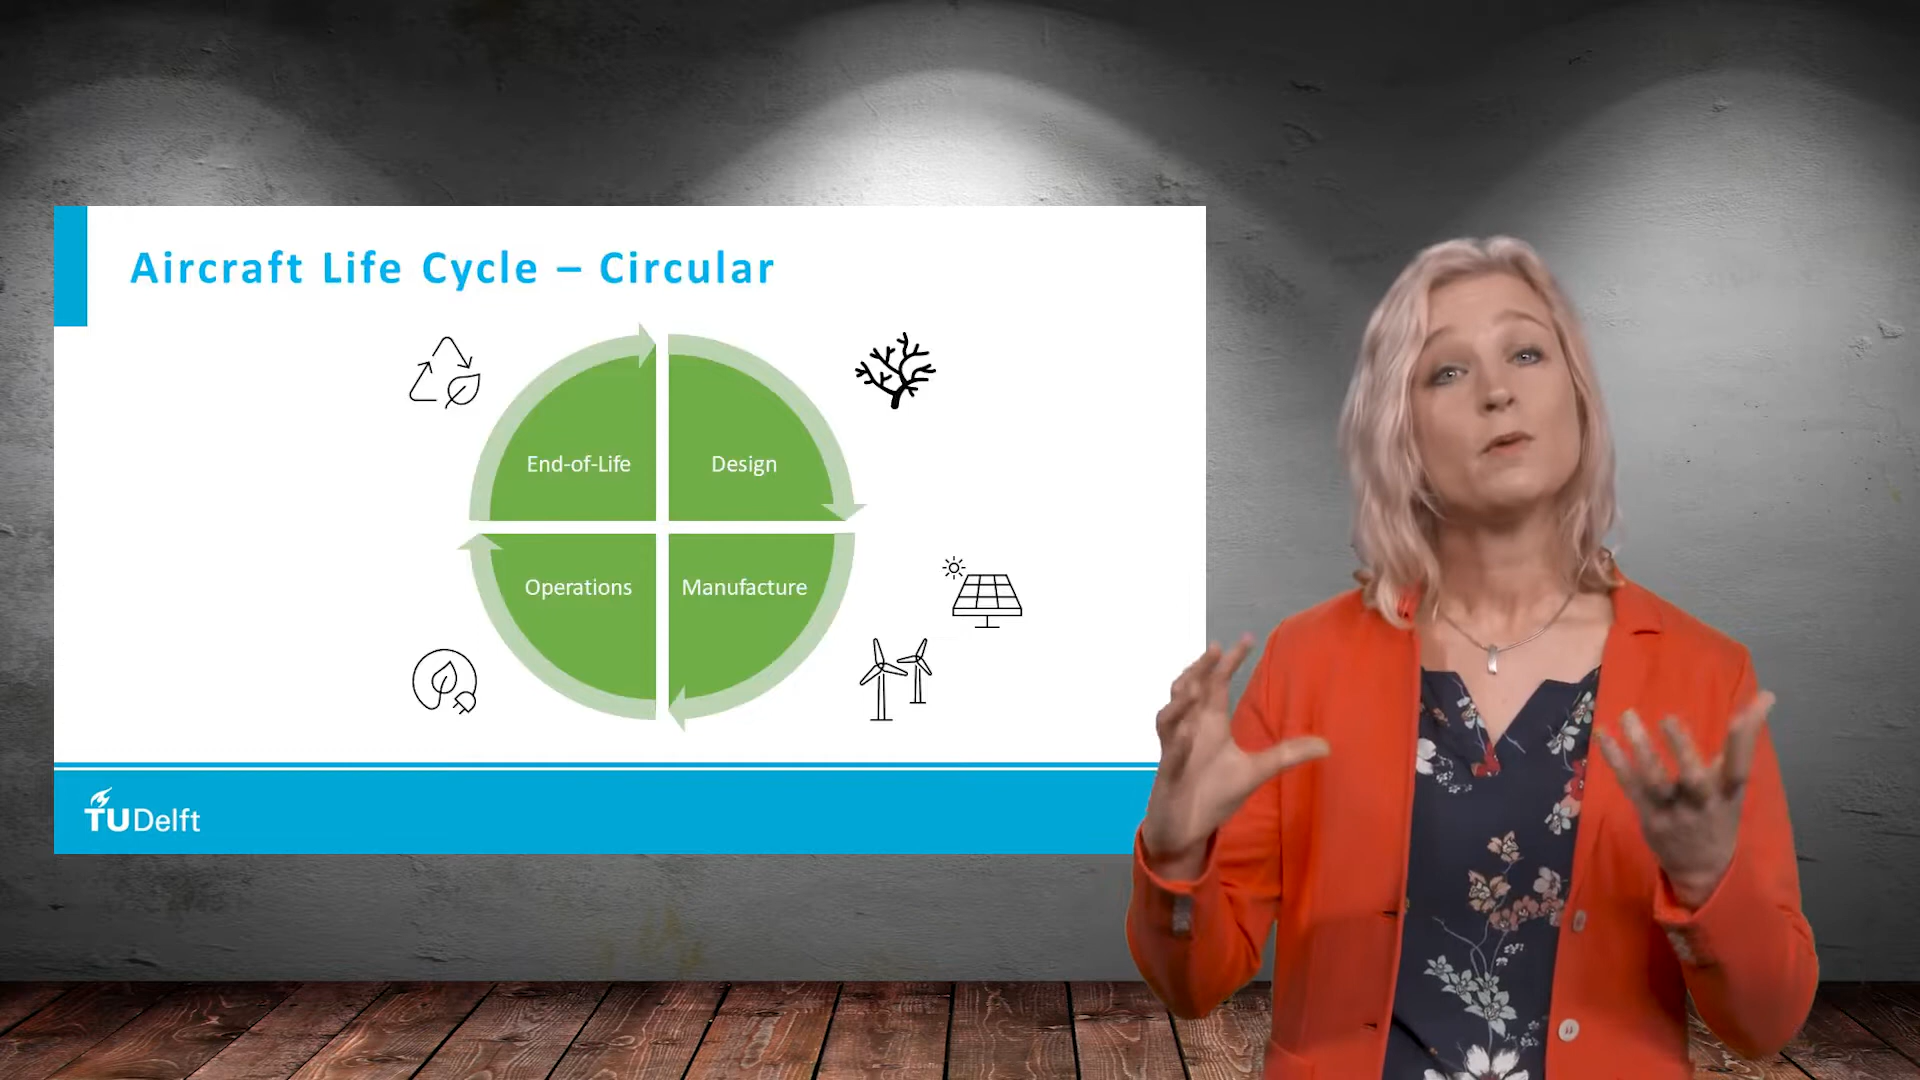 Aircraft Life Cycle – Circular
End-of-Life
Design
Operations
Manufacture
TUDelft